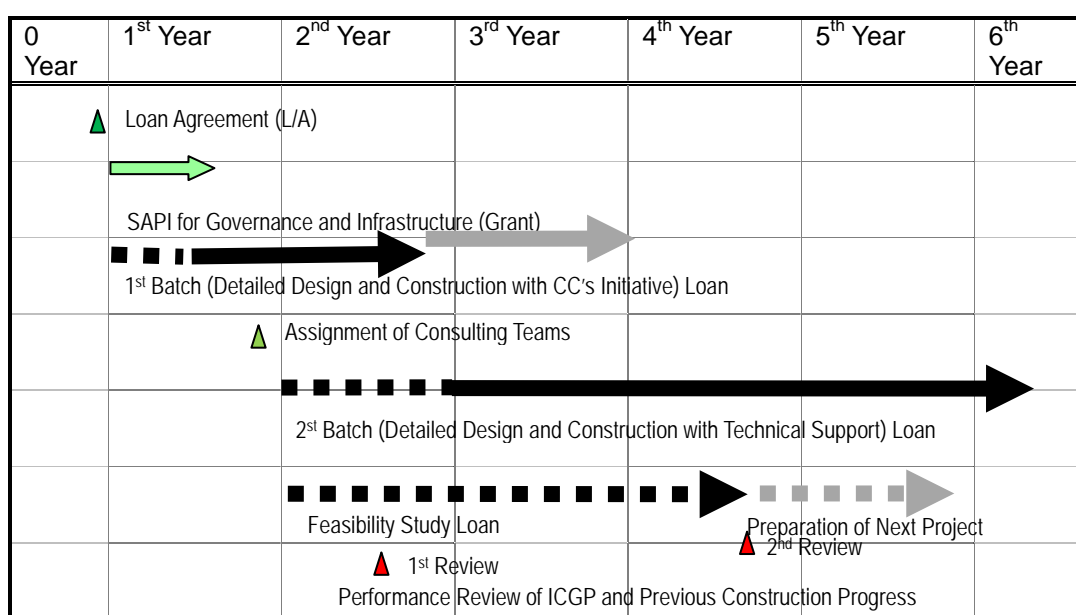 0 Year
1st Year
2nd Year
3rd Year
4th Year
5th Year
6th Year
Loan Agreement (L/A)
SAPI for Governance and Infrastructure (Grant)
1st Batch (Detailed Design and Construction with CC's Initiative) Loan
Assignment of Consulting Teams
2st Batch (Detailed Design and Construction with Technical Support) Loan
Feasibility Study Loan
Preparation of Next Project
2nd Review
1st Review
Performance Review of ICGP and Previous Construction Progress